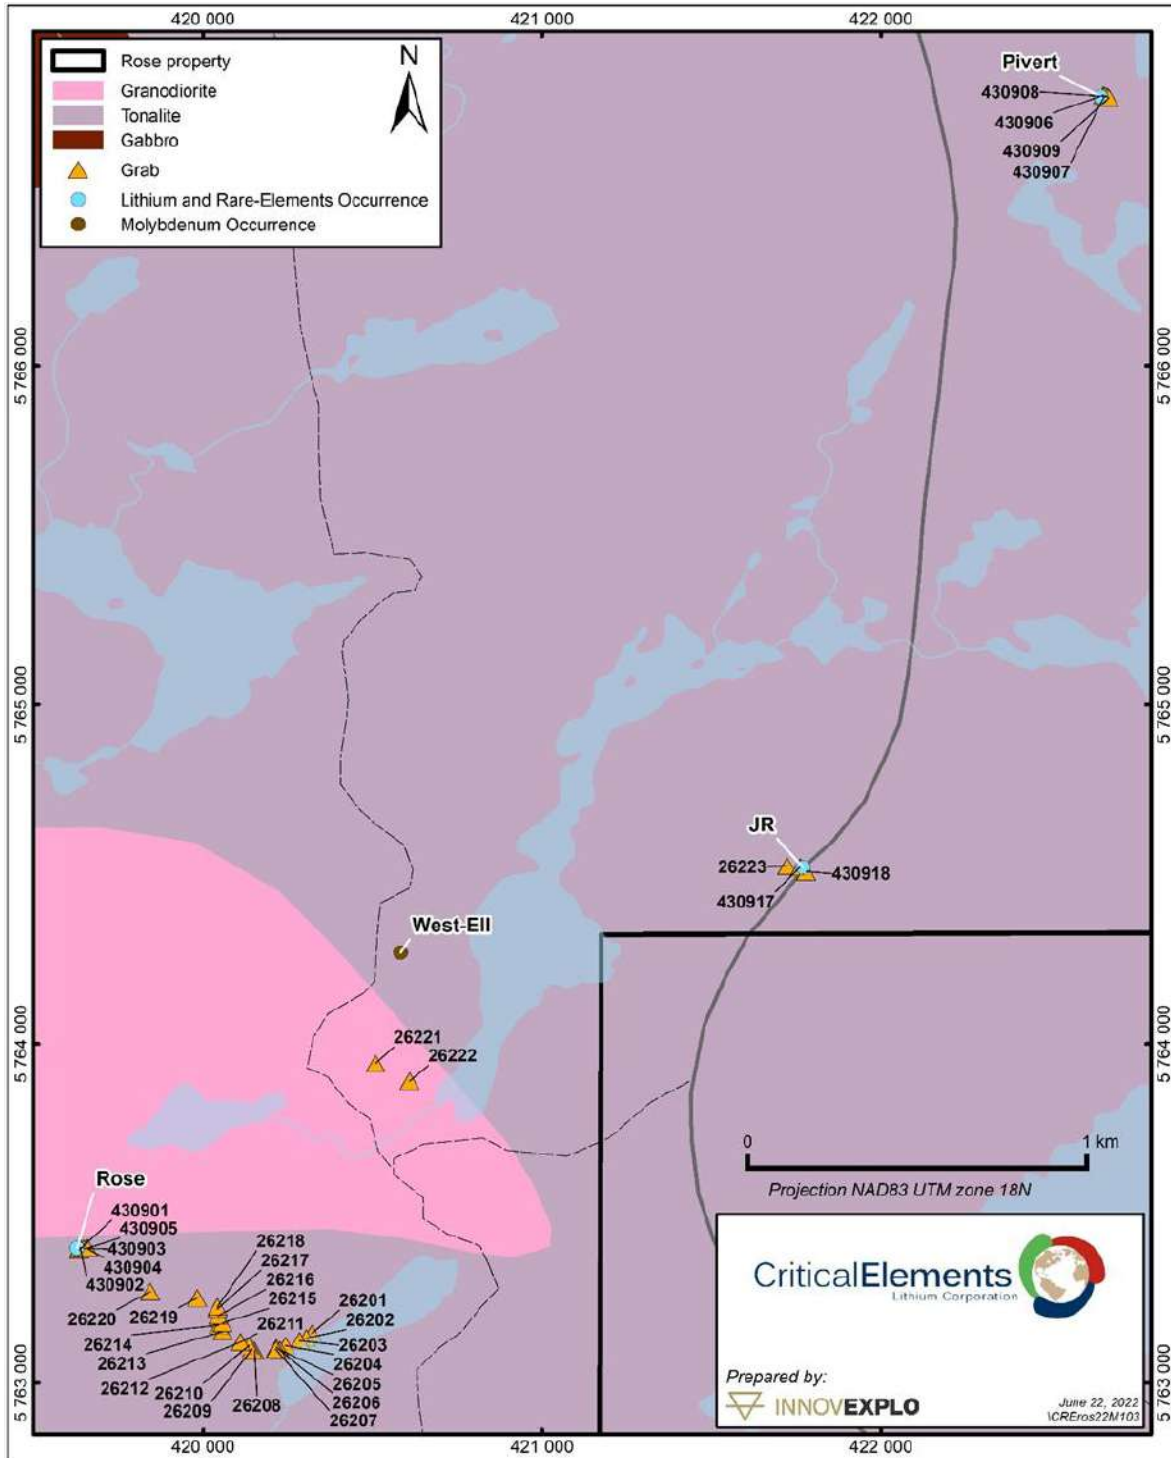 420 000
421 000
422 000
Rose property
Granodiorite
Tonalite
Gabbro
Grab
Lithium and Rare-Elements Occurrence
Molybdenum Occurrence
N
Pivert
430908
430906
430909
430907
5 766 000
5 766 000
5 765 000
5 765 000
JR
26223
430918
430917
West-Ell
26221
26222
5 764 000
5 764 000
0
1 km
Projection NAD83 UTM zone 18N
Rose
430901
430905
430903
430904
430902
26220
26219
26218
26217
26216
26215
26214
26213
26212
26211
26210
26209
26208
26201
26202
26203
26204
26205
26206
26207
5 763 000
5 763 000
CriticalElements
Lithium Corporation
Prepared by:
INNOVEXPLO
June 22, 2022
\CREros22M103
420 000
421 000
422 000